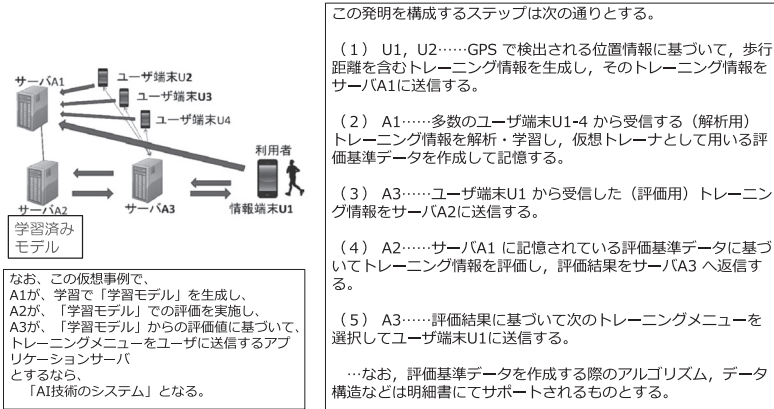 サーバA1
ユーザ端末U2
ユーザ端末U3
ユーザ端末U4
利用者
サーバA2
サーバA3
情報端末U1
学習済み
モデル
なお、この仮想事例で、
A1が、学習で「学習モデル」を生成し、
A2が、「学習モデル」での評価を実施し、
A3が、「学習モデル」からの評価値に基づいて、
トレーニングメニューをユーザに送信するアプ
リケーションサーバ
とするなら、
「AI技術のシステム」となる。
この発明を構成するステップは次の通りとする。
（１） U1，U2……GPS で検出される位置情報に基づいて，歩行
距離を含むトレーニング情報を生成し，そのトレーニング情報を
サーバA1に送信する。
（２） A1……多数のユーザ端末U1-4 から受信する（解析用）
トレーニング情報を解析・学習し，仮想トレーナとして用いる評
価基準データを作成して記憶する。
（３） A3……ユーザ端末U1 から受信した（評価用）トレーニン
グ情報をサーバA2に送信する。
（４） A2……サーバA1 に記憶されている評価基準データに基づ
いてトレーニング情報を評価し，評価結果をサーバA3 へ返信す
る。
（５） A3……評価結果に基づいて次のトレーニングメニューを
選択してユーザ端末U1に送信する。
…なお，評価基準データを作成する際のアルゴリズム，データ
構造などは明細書にてサポートされるものとする。